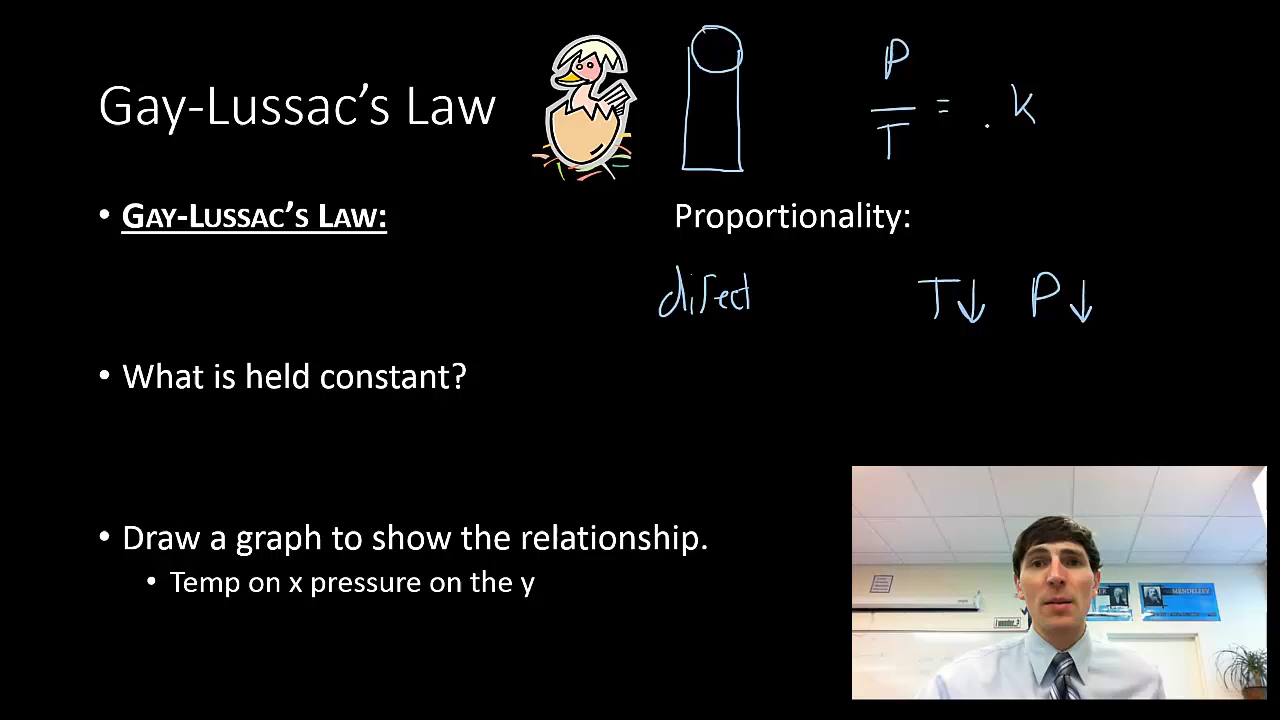 Gay-Lussac's Law
P
T
= . k
• GAY-LUSSAC'S LAW:
Proportionality:
direct
T↓ P↓
• What is held constant?
• Draw a graph to show the relationship.
• Temp on x pressure on the y
MENDELEEV